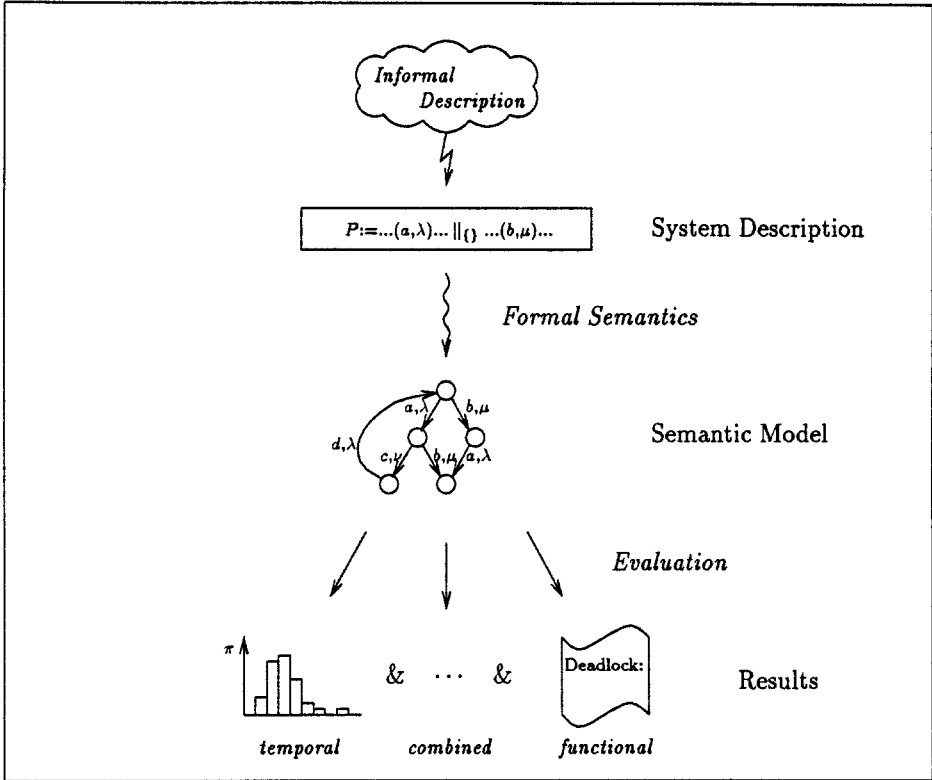 Informal
Description
P:=...(a,λ)... ||{} ...(b,μ)...
System Description
Formal Semantics
a,λ
b,μ
d,λ
c,ν
b,μ
a,λ
Semantic Model
Evaluation
π
& ... &
Deadlock:
Results
temporal
combined
functional